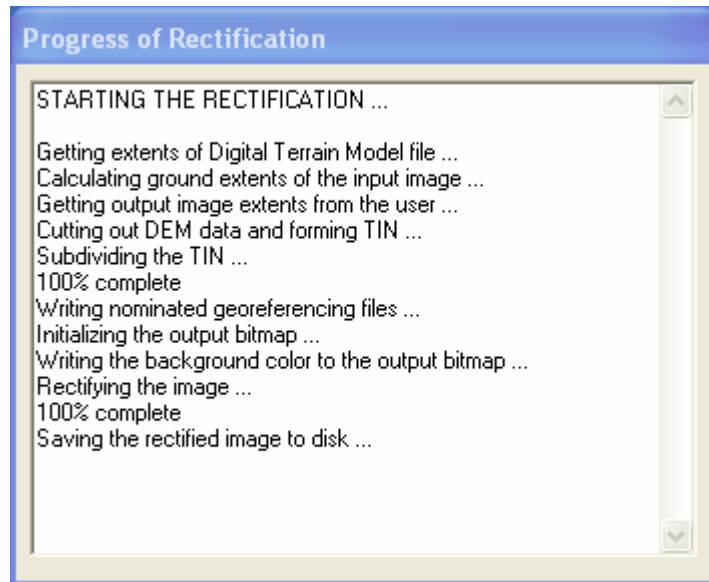 Progress of Rectification
STARTING THE RECTIFICATION ...
Getting extents of Digital Terrain Model file ...
Calculating ground extents of the input image ...
Getting output image extents from the user ...
Cutting out DEM data and forming TIN ...
Subdividing the TIN ...
100% complete
Writing nominated georeferencing files ...
Initializing the output bitmap ...
Writing the background color to the output bitmap ...
Rectifying the image ...
100% complete
Saving the rectified image to disk ...